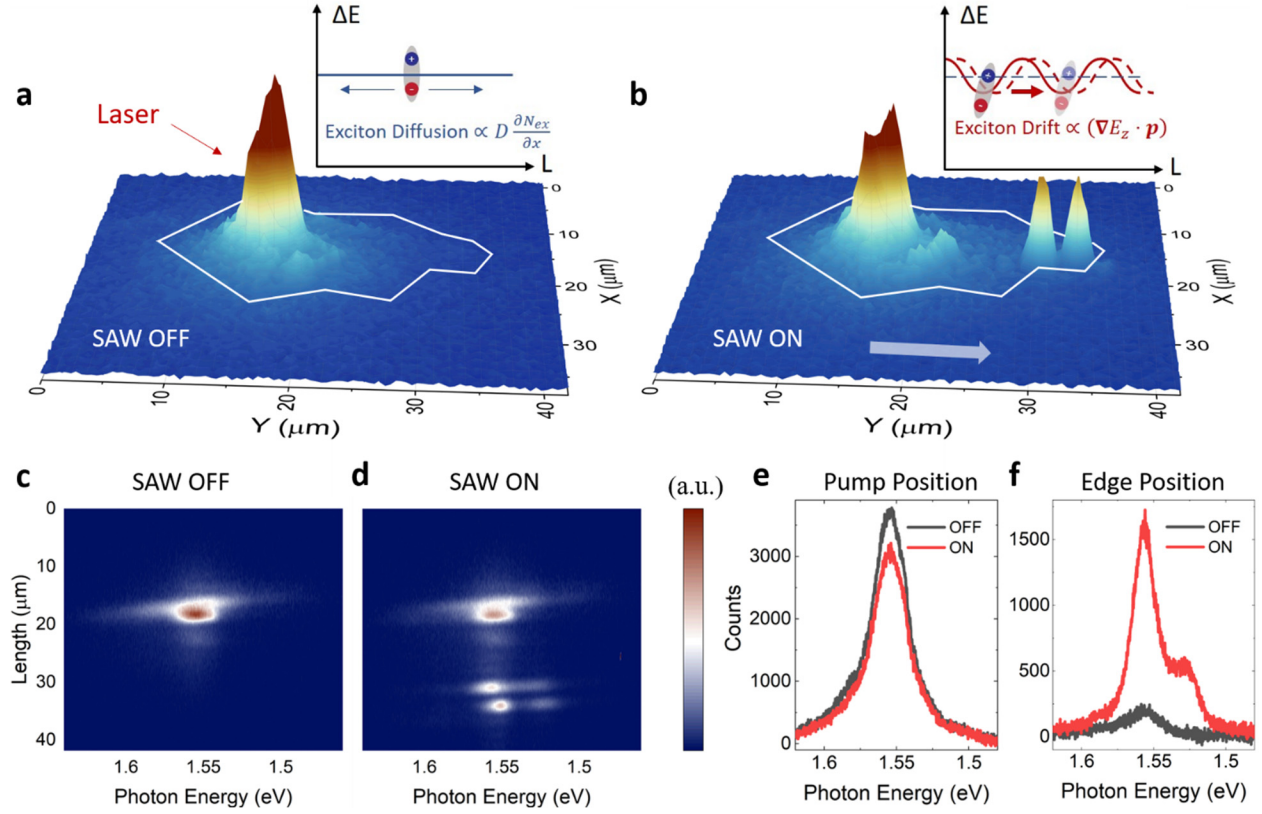 a
Laser
ΔE
+
-
Exciton Diffusion ∝ D ∂N_ex/∂x
L
0
10
20
30
X (μm)
SAW OFF
0
10
20
30
40
Y (μm)
b
ΔE
+
+
-
-
Exciton Drift ∝ (∇E_z · p)
L
0
10
20
30
X (μm)
SAW ON
0
10
20
30
40
Y (μm)
c
SAW OFF
0
10
20
30
40
Length (μm)
1.6
1.55
1.5
Photon Energy (eV)
d
SAW ON
1.6
1.55
1.5
Photon Energy (eV)
(a.u.)
e
Pump Position
OFF
ON
3000
2000
1000
0
Counts
1.6
1.55
1.5
Photon Energy (eV)
f
Edge Position
OFF
ON
1500
1000
500
0
1.6
1.55
1.5
Photon Energy (eV)